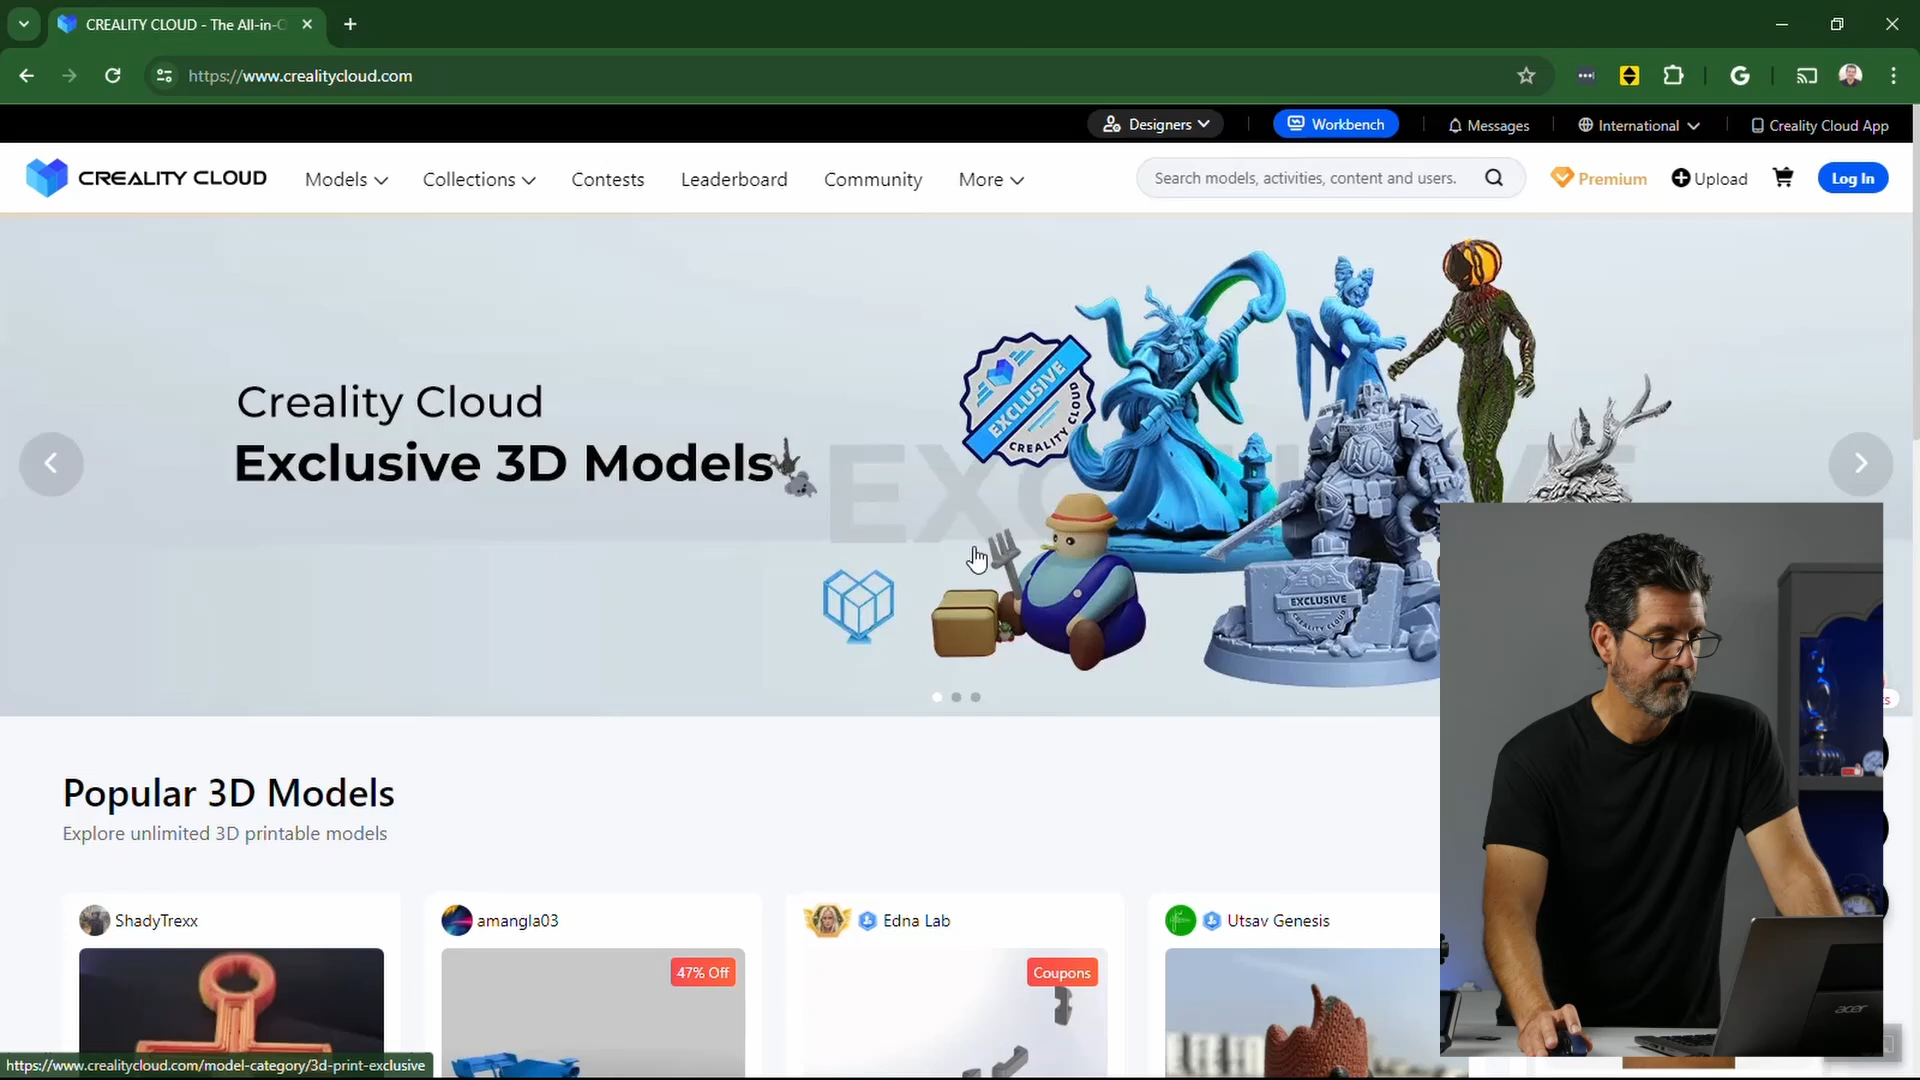 CREALITY CLOUD - The All-in-C
https://www.crealitycloud.com
Designers
Workbench
Messages
International
Creality Cloud App
CREALITY CLOUD
Models
Collections
Contests
Leaderboard
Community
More
Search models, activities, content and users.
Premium
Upload
Log In
Creality Cloud
Exclusive 3D Models
EXCLUSIVE
CREALITY CLOUD
EXCLUSIVE
CREALITY CLOUD
Popular 3D Models
Explore unlimited 3D printable models
ShadyTrexx
amangla03
Edna Lab
Utsav Genesis
47% Off
Coupons
acer
https://www.crealitycloud.com/model-category/3d-print-exclusive